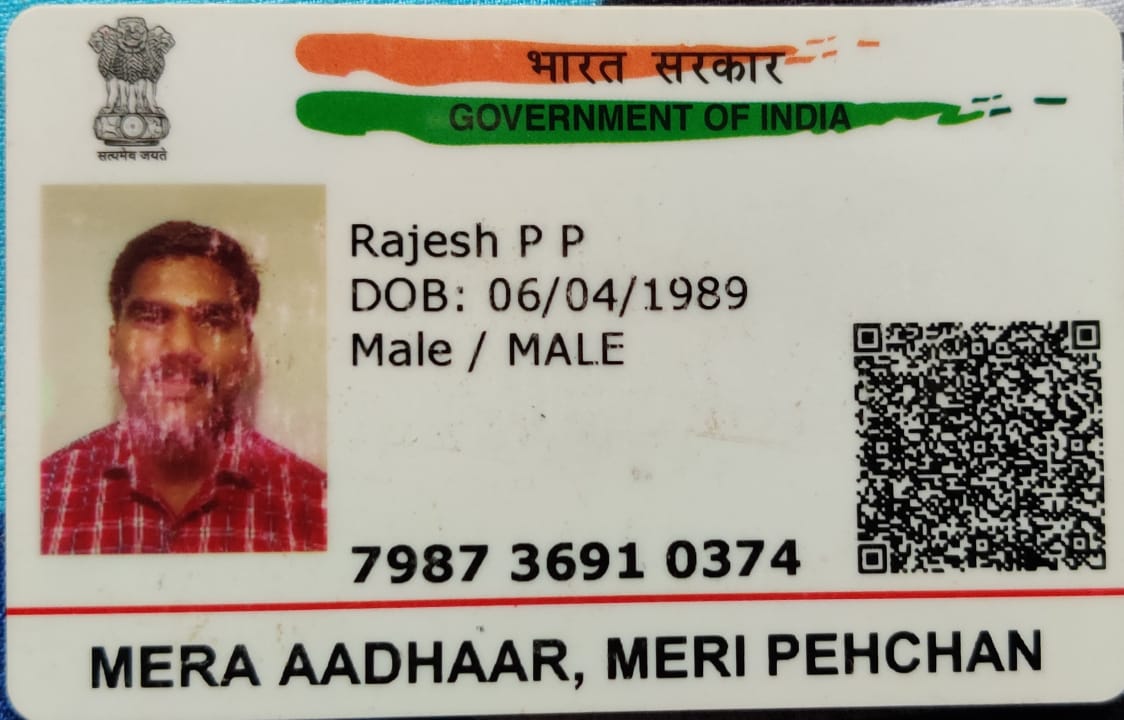 भारत सरकार
GOVERNMENT OF INDIA
सत्यमेव जयते
Rajesh P P
DOB: 06/04/1989
Male / MALE
7987 3691 0374
MERA AADHAAR, MERI PEHCHAN